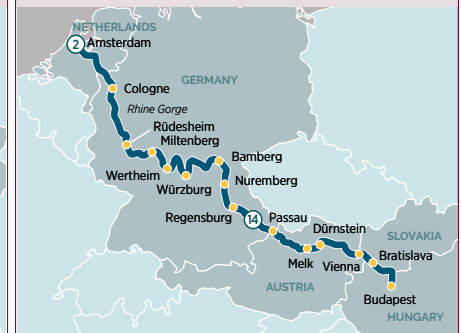 NETHERLANDS
2 Amsterdam
Cologne
GERMANY
Rhine Gorge
Rüdesheim
Miltenberg
Bamberg
Wertheim
Würzburg
Nuremberg
Regensburg
14
Passau
Dürnstein
SLOVAKIA
Melk
Vienna
Bratislava
AUSTRIA
Budapest
HUNGARY